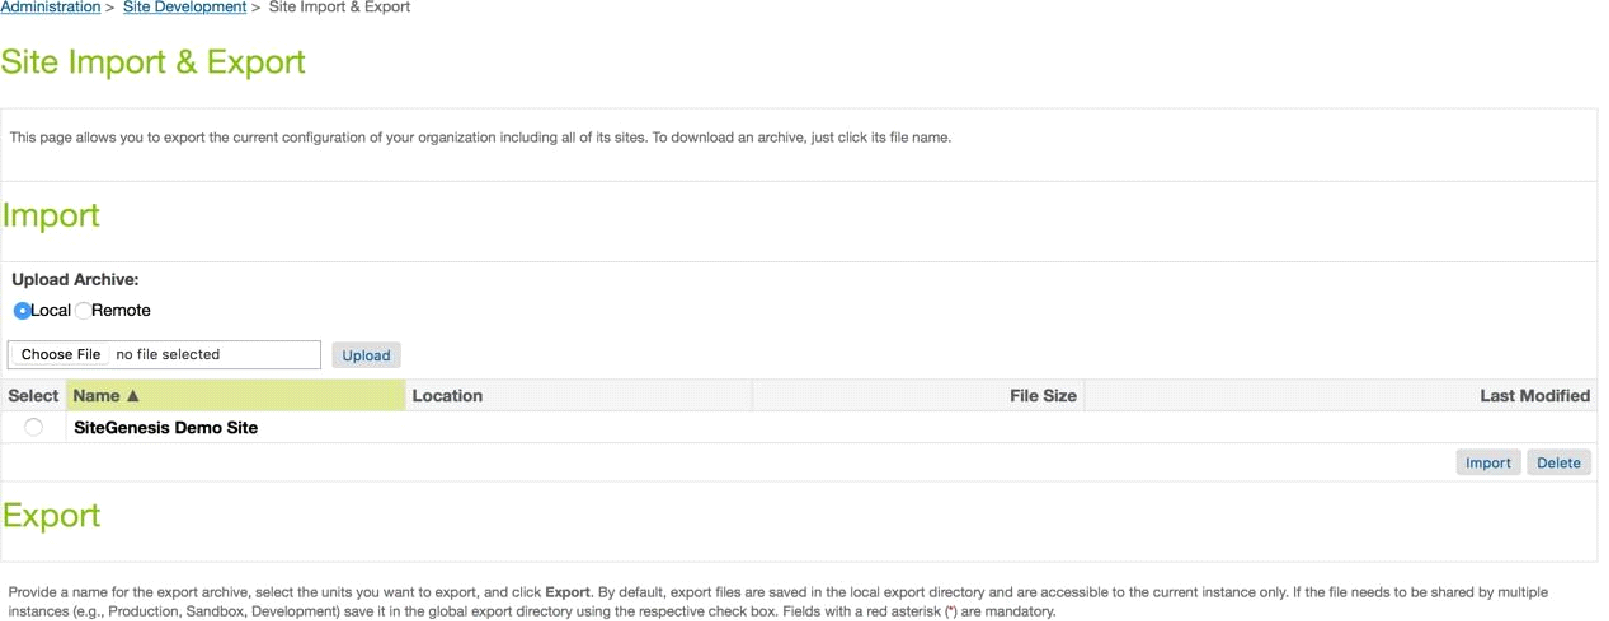 Administration > Site Development > Site Import & Export
Site Import & Export
This page allows you to export the current configuration of your organization including all of its sites. To download an archive, just click its file name.
Import
Upload Archive:
Local Remote
Choose File no file selected Upload
Select Name ▲ Location File Size Last Modified
SiteGenesis Demo Site
Import Delete
Export
Provide a name for the export archive, select the units you want to export, and click Export. By default, export files are saved in the local export directory and are accessible to the current instance only. If the file needs to be shared by multiple
instances (e.g., Production, Sandbox, Development) save it in the global export directory using the respective check box. Fields with a red asterisk (*) are mandatory.